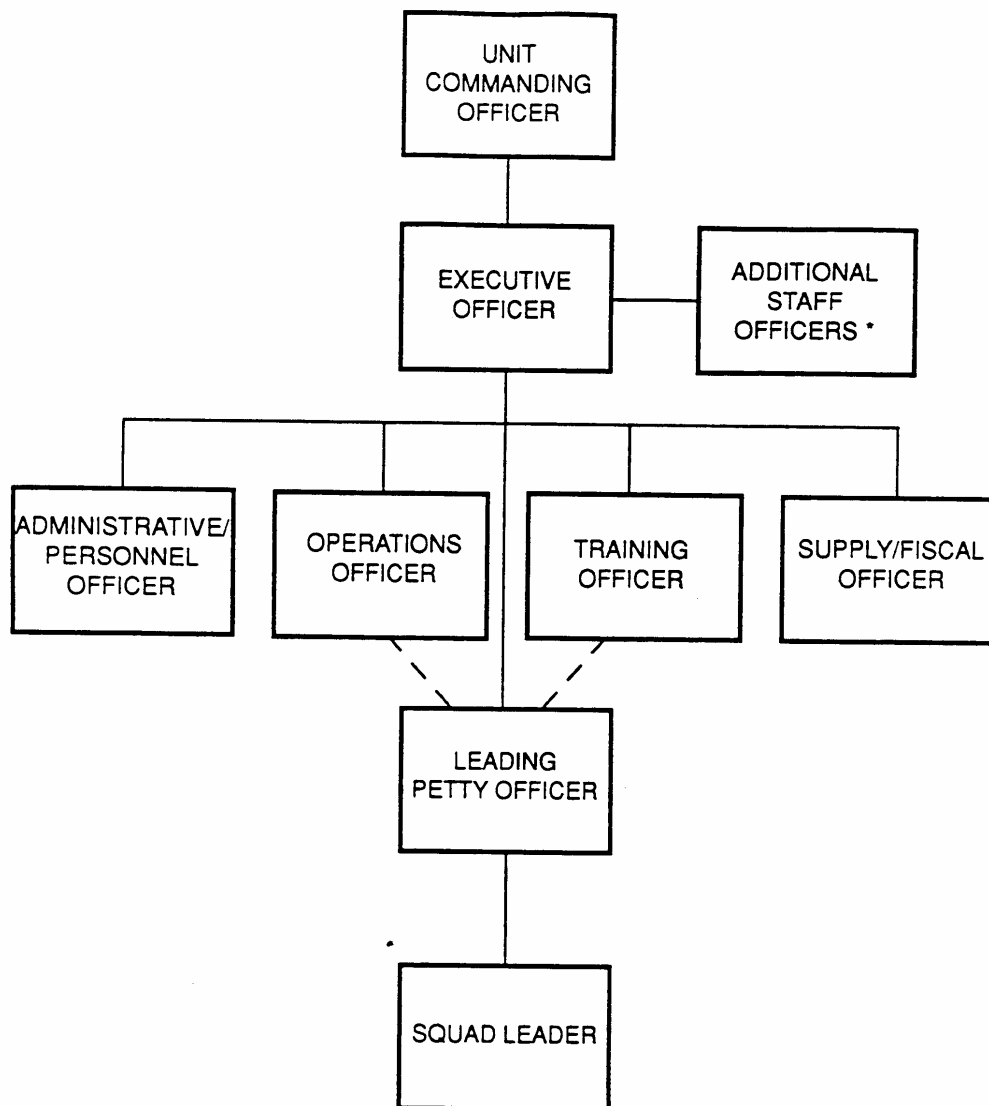 UNIT
COMMANDING
OFFICER
EXECUTIVE
OFFICER
ADDITIONAL
STAFF
OFFICERS *
ADMINISTRATIVE/
PERSONNEL
OFFICER
OPERATIONS
OFFICER
TRAINING
OFFICER
SUPPLY/FISCAL
OFFICER
LEADING
PETTY OFFICER
SQUAD LEADER